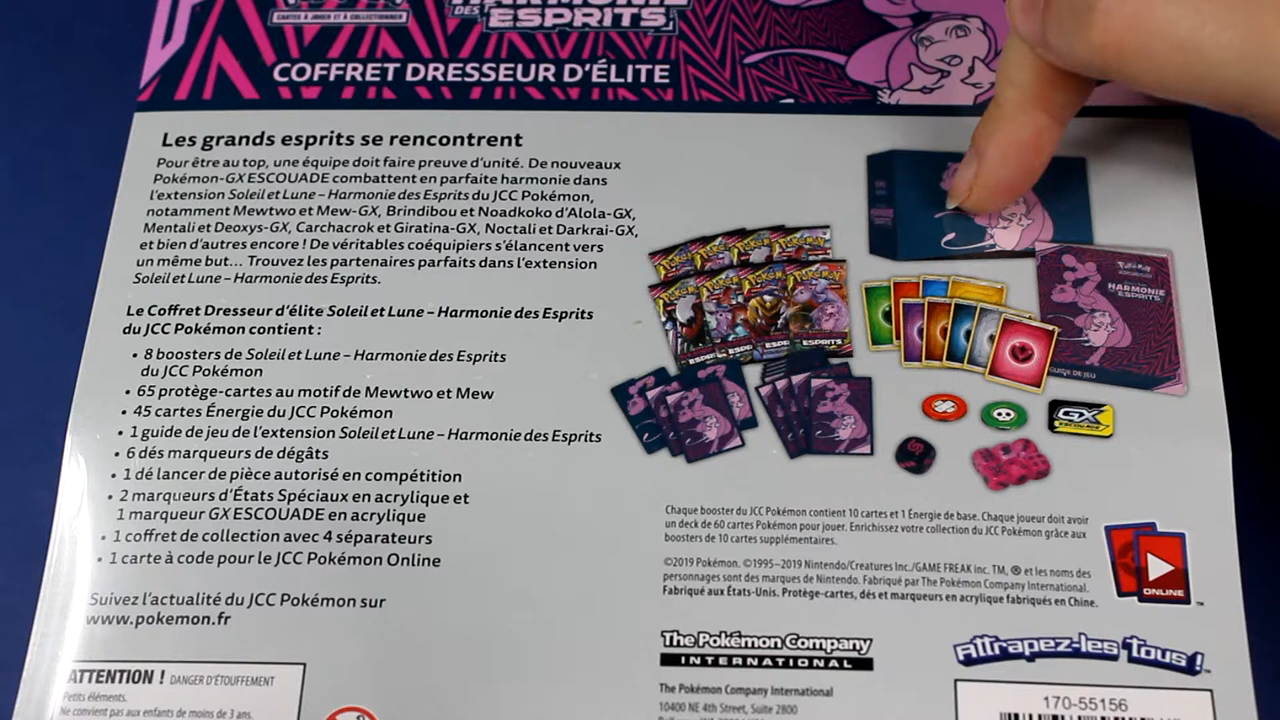 CARTES À JOUER ET À COLLECTIONNER
HARMONIE
DES ESPRITS
COFFRET DRESSEUR D'ÉLITE
Les grands esprits se rencontrent
Pour être au top, une équipe doit faire preuve d'unité. De nouveaux
Pokémon-GX ESCOUADE combattent en parfaite harmonie dans
l'extension Soleil et Lune – Harmonie des Esprits du JCC Pokémon,
notamment Mewtwo et Mew-GX, Brindibou et Noadkoko d'Alola-GX,
Mentali et Deoxys-GX, Carchacrok et Giratina-GX, Noctali et Darkrai-GX,
et bien d'autres encore ! De véritables coéquipiers s'élancent vers
un même but... Trouvez les partenaires parfaits dans l'extension
Soleil et Lune – Harmonie des Esprits.
Le Coffret Dresseur d'élite Soleil et Lune – Harmonie des Esprits
du JCC Pokémon contient :
• 8 boosters de Soleil et Lune – Harmonie des Esprits
du JCC Pokémon
• 65 protège-cartes au motif de Mewtwo et Mew
• 45 cartes Énergie du JCC Pokémon
• 1 guide de jeu de l'extension Soleil et Lune – Harmonie des Esprits
• 6 dés marqueurs de dégâts
• 1 dé lancer de pièce autorisé en compétition
• 2 marqueurs d'États Spéciaux en acrylique et
1 marqueur GX ESCOUADE en acrylique
• 1 coffret de collection avec 4 séparateurs
• 1 carte à code pour le JCC Pokémon Online
Suivez l'actualité du JCC Pokémon sur
www.pokemon.fr
ATTENTION ! DANGER D'ÉTOUFFEMENT
Petits éléments.
Ne convient pas aux enfants de moins de 3 ans.
Pokémon
HARMONIE
DES ESPRITS
GUIDE DE JEU
GX
ESCOUADE
Chaque booster du JCC Pokémon contient 10 cartes et 1 Énergie de base. Chaque joueur doit avoir
un deck de 60 cartes Pokémon pour jouer. Enrichissez votre collection du JCC Pokémon grâce aux
boosters de 10 cartes supplémentaires.
©2019 Pokémon. ©1995–2019 Nintendo/Creatures Inc./GAME FREAK inc. TM, ® et les noms des
personnages sont des marques de Nintendo. Fabriqué par The Pokémon Company International.
Fabriqué aux États-Unis. Protège-cartes, dés et marqueurs en acrylique fabriqués en Chine.
ONLINE
The Pokémon Company
INTERNATIONAL
Attrapez-les tous !
The Pokémon Company International
10400 NE 4th Street, Suite 2800
170-55156